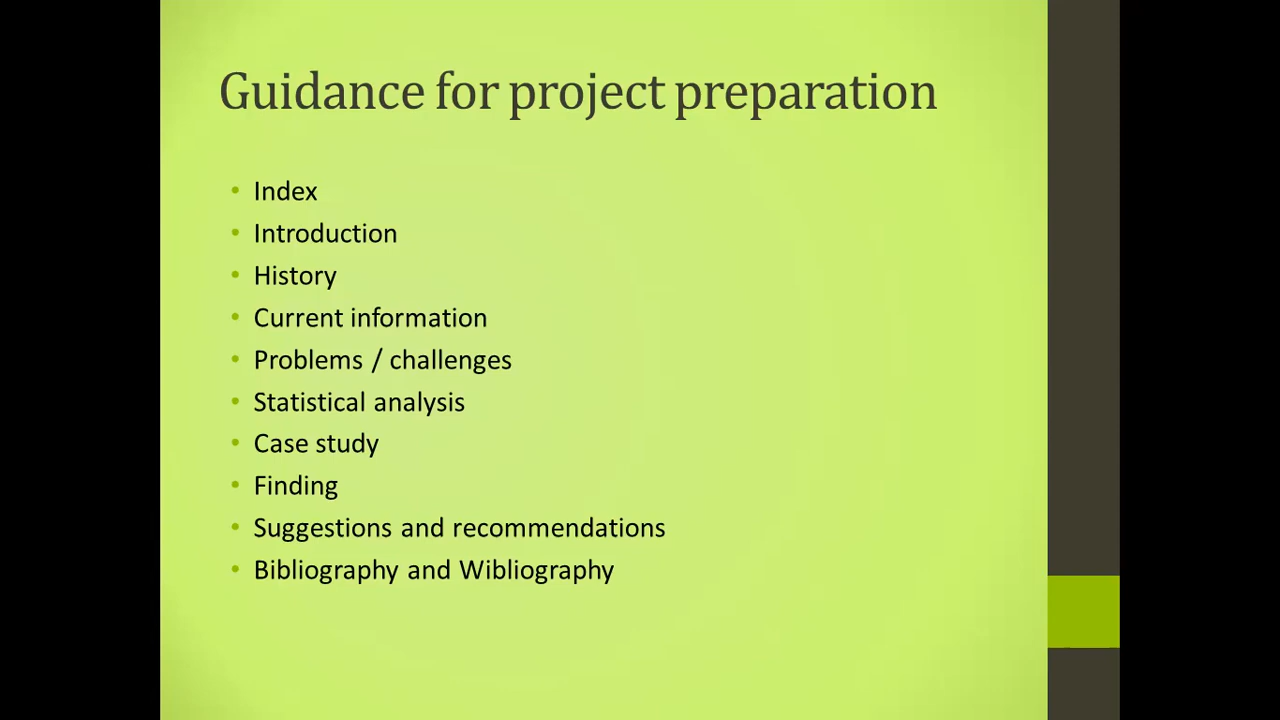 Guidance for project preparation
• Index
• Introduction
• History
• Current information
• Problems / challenges
• Statistical analysis
• Case study
• Finding
• Suggestions and recommendations
• Bibliography and Wibliography